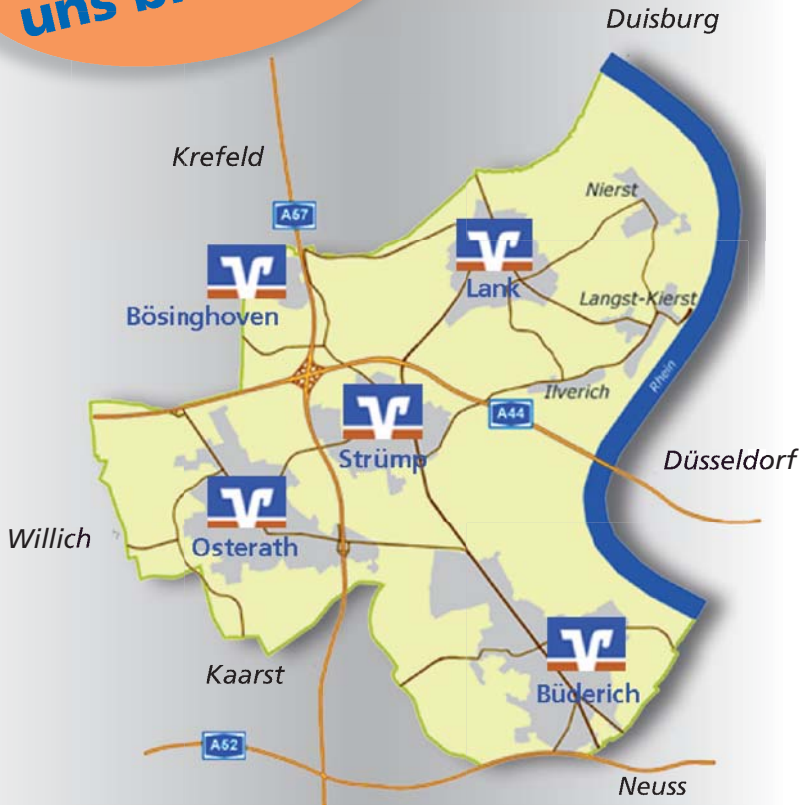 uns
Duisburg
Krefeld
Nierst
A57
Lank
Langst-Kierst
Bösinghoven
Rhein
Ilverich
A44
Strümp
Düsseldorf
Willich
Osterath
Kaarst
Büderich
A52
Neuss